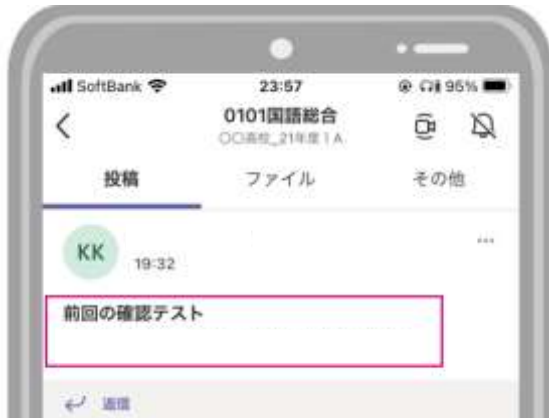 SoftBank 23:57 95%
0101国語総合
〇〇高校_21年度1A
投稿 ファイル その他
KK
19:32
前回の確認テスト
返信